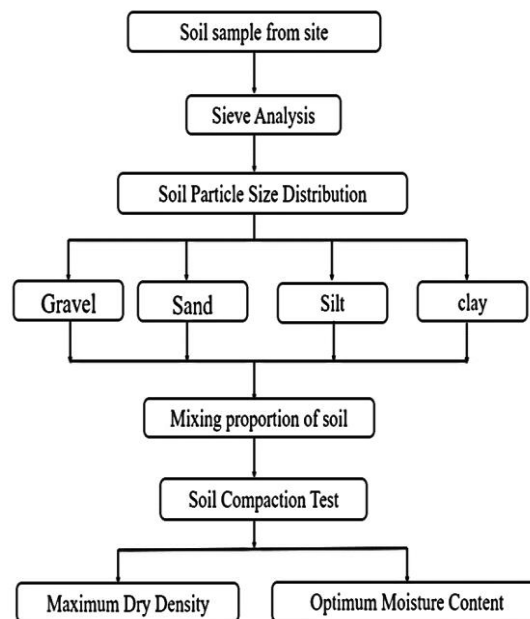 Soil sample from site
Sieve Analysis
Soil Particle Size Distribution
Gravel
Sand
Silt
clay
Mixing proportion of soil
Soil Compaction Test
Maximum Dry Density
Optimum Moisture Content